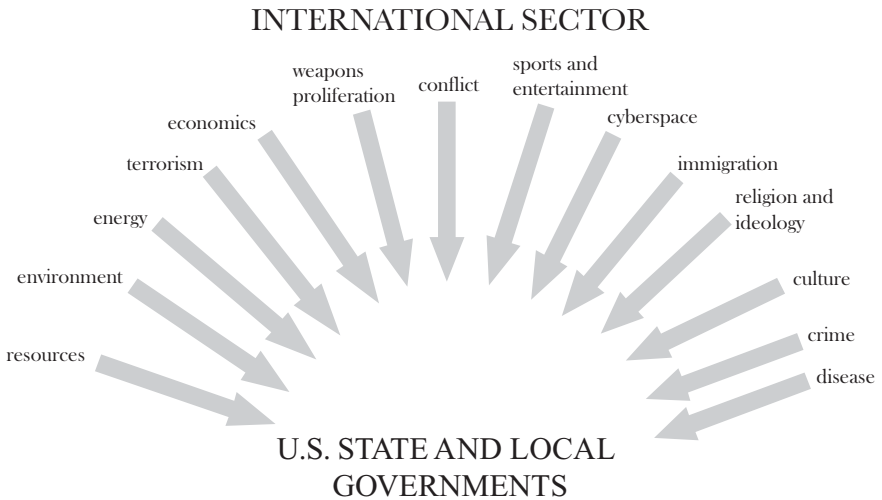 INTERNATIONAL SECTOR
resources
environment
energy
terrorism
economics
weapons
proliferation
conflict
sports and
entertainment
cyberspace
immigration
religion and
ideology
culture
crime
disease
U.S. STATE AND LOCAL
GOVERNMENTS